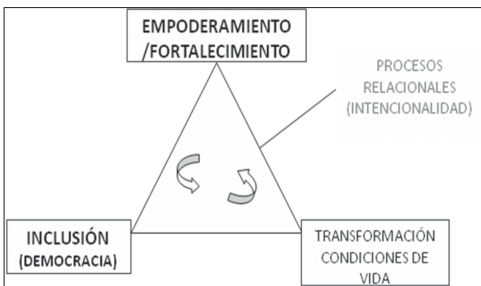 EMPODERAMIENTO
/FORTALECIMIENTO
PROCESOS
RELACIONALES
(INTENCIONALIDAD)
INCLUSIÓN
(DEMOCRACIA)
TRANSFORMACIÓN
CONDICIONES DE
VIDA